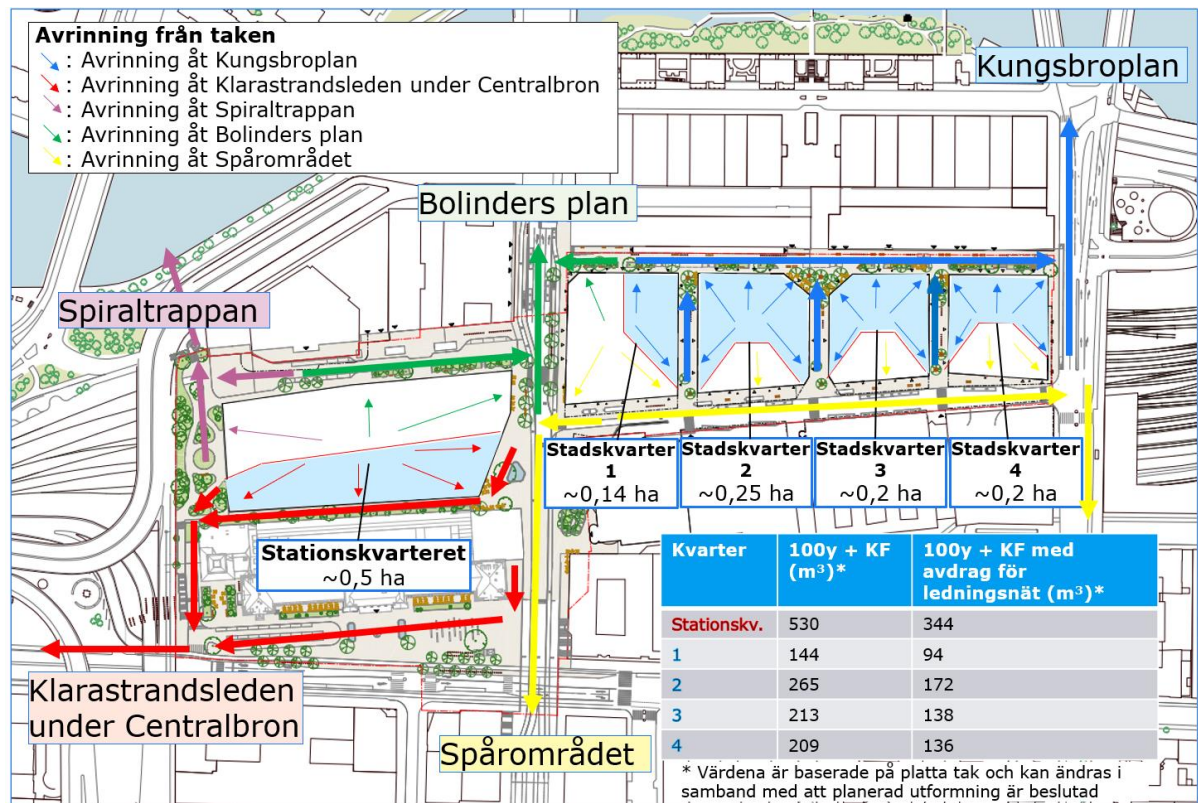 Avrinning från taken
: Avrinning åt Kungsbroplan
: Avrinning åt Klarastrandsleden under Centralbron
: Avrinning åt Spiraltrappan
: Avrinning åt Bolinders plan
: Avrinning åt Spårområdet
Kungsbroplan
Bolinders plan
Spiraltrappan
Stadskvarter
1
~0,14 ha
Stadskvarter
2
~0,25 ha
Stadskvarter
3
~0,2 ha
Stadskvarter
4
~0,2 ha
Stationskvarteret
~0,5 ha
Klarastrandsleden
under Centralbron
Spårområdet
Kvarter 100y + KF (m³)* 100y + KF med avdrag för ledningsnät (m³)*
Stationskv. 530 344
1 144 94
2 265 172
3 213 138
4 209 136
* Värdena är baserade på platta tak och kan ändras i
samband med att planerad utformning är beslutad